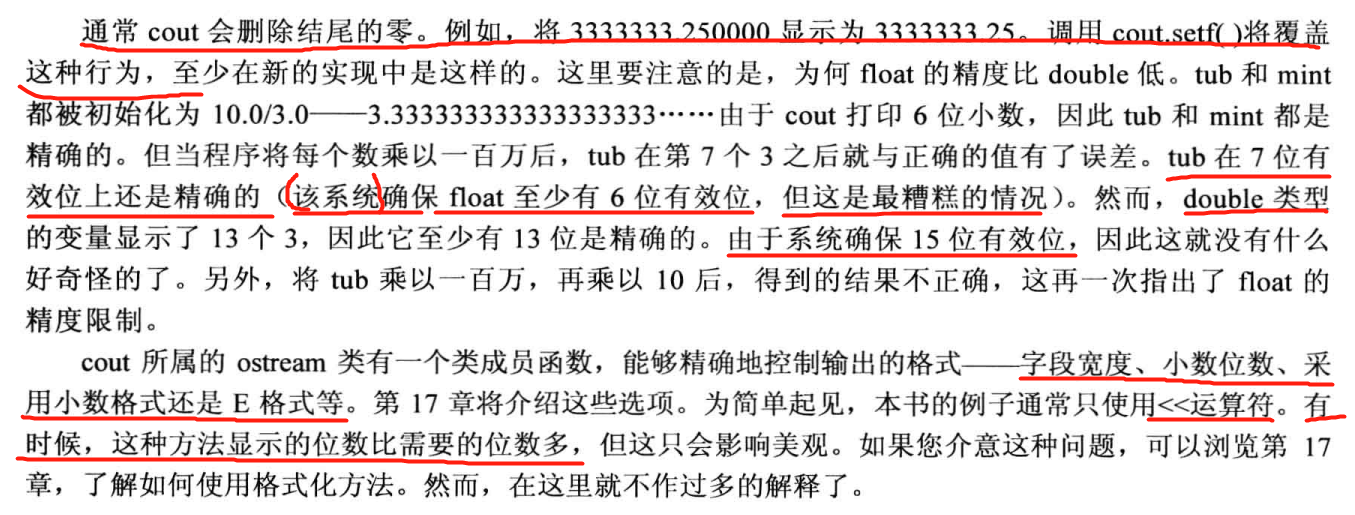 通常 cout 会删除结尾的零。例如，将 3333333.250000 显示为 3333333.25。调用 cout.setf( )将覆盖
这种行为，至少在新的实现中是这样的。这里要注意的是，为何 float 的精度比 double 低。tub 和 mint
都被初始化为 10.0/3.0——3.333333333333333333……由于 cout 打印 6 位小数，因此 tub 和 mint 都是
精确的。但当程序将每个数乘以一百万后，tub 在第 7 个 3 之后就与正确的值有了误差。tub 在 7 位有
效位上还是精确的（该系统确保 float 至少有 6 位有效位，但这是最糟糕的情况）。然而，double 类型
的变量显示了 13 个 3，因此它至少有 13 位是精确的。由于系统确保 15 位有效位，因此这就没有什么
好奇怪的了。另外，将 tub 乘以一百万，再乘以 10 后，得到的结果不正确，这再一次指出了 float 的
精度限制。
cout 所属的 ostream 类有一个类成员函数，能够精确地控制输出的格式——字段宽度、小数位数、采
用小数格式还是 E 格式等。第 17 章将介绍这些选项。为简单起见，本书的例子通常只使用<<运算符。有
时候，这种方法显示的位数比需要的位数多，但这只会影响美观。如果您介意这种问题，可以浏览第 17
章，了解如何使用格式化方法。然而，在这里就不作过多的解释了。